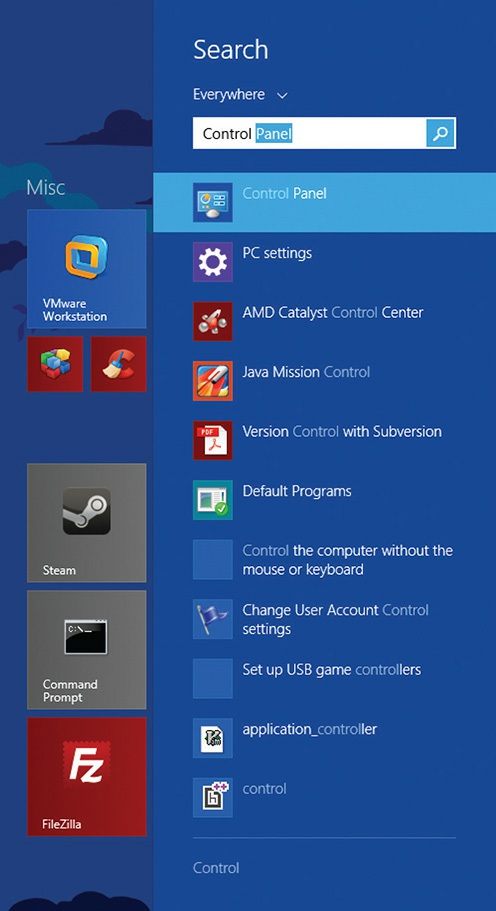 Search
Everywhere
Control Panel
Misc
Control Panel
VMware
Workstation
PC settings
AMD Catalyst Control Center
Java Mission Control
PDF
Version Control with Subversion
Default Programs
Steam
Control the computer without the
mouse or keyboard
Change User Account Control
settings
C:\_
Command
Prompt
Set up USB game controllers
Fz
FileZilla
application_controller
control
Control